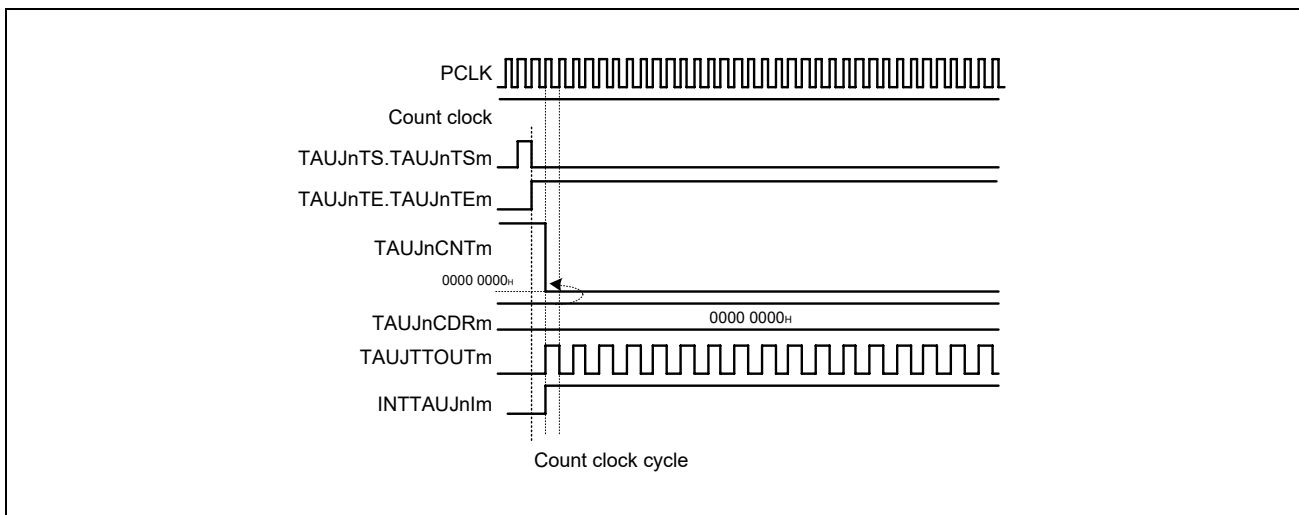 PCLK
Count clock
TAUJnTS.TAUJnTSm
TAUJnTE.TAUJnTEm
TAUJnCNTm
0000 0000H
TAUJnCDRm
0000 0000H
TAUJTTOUTm
INTTAUJnIm
Count clock cycle